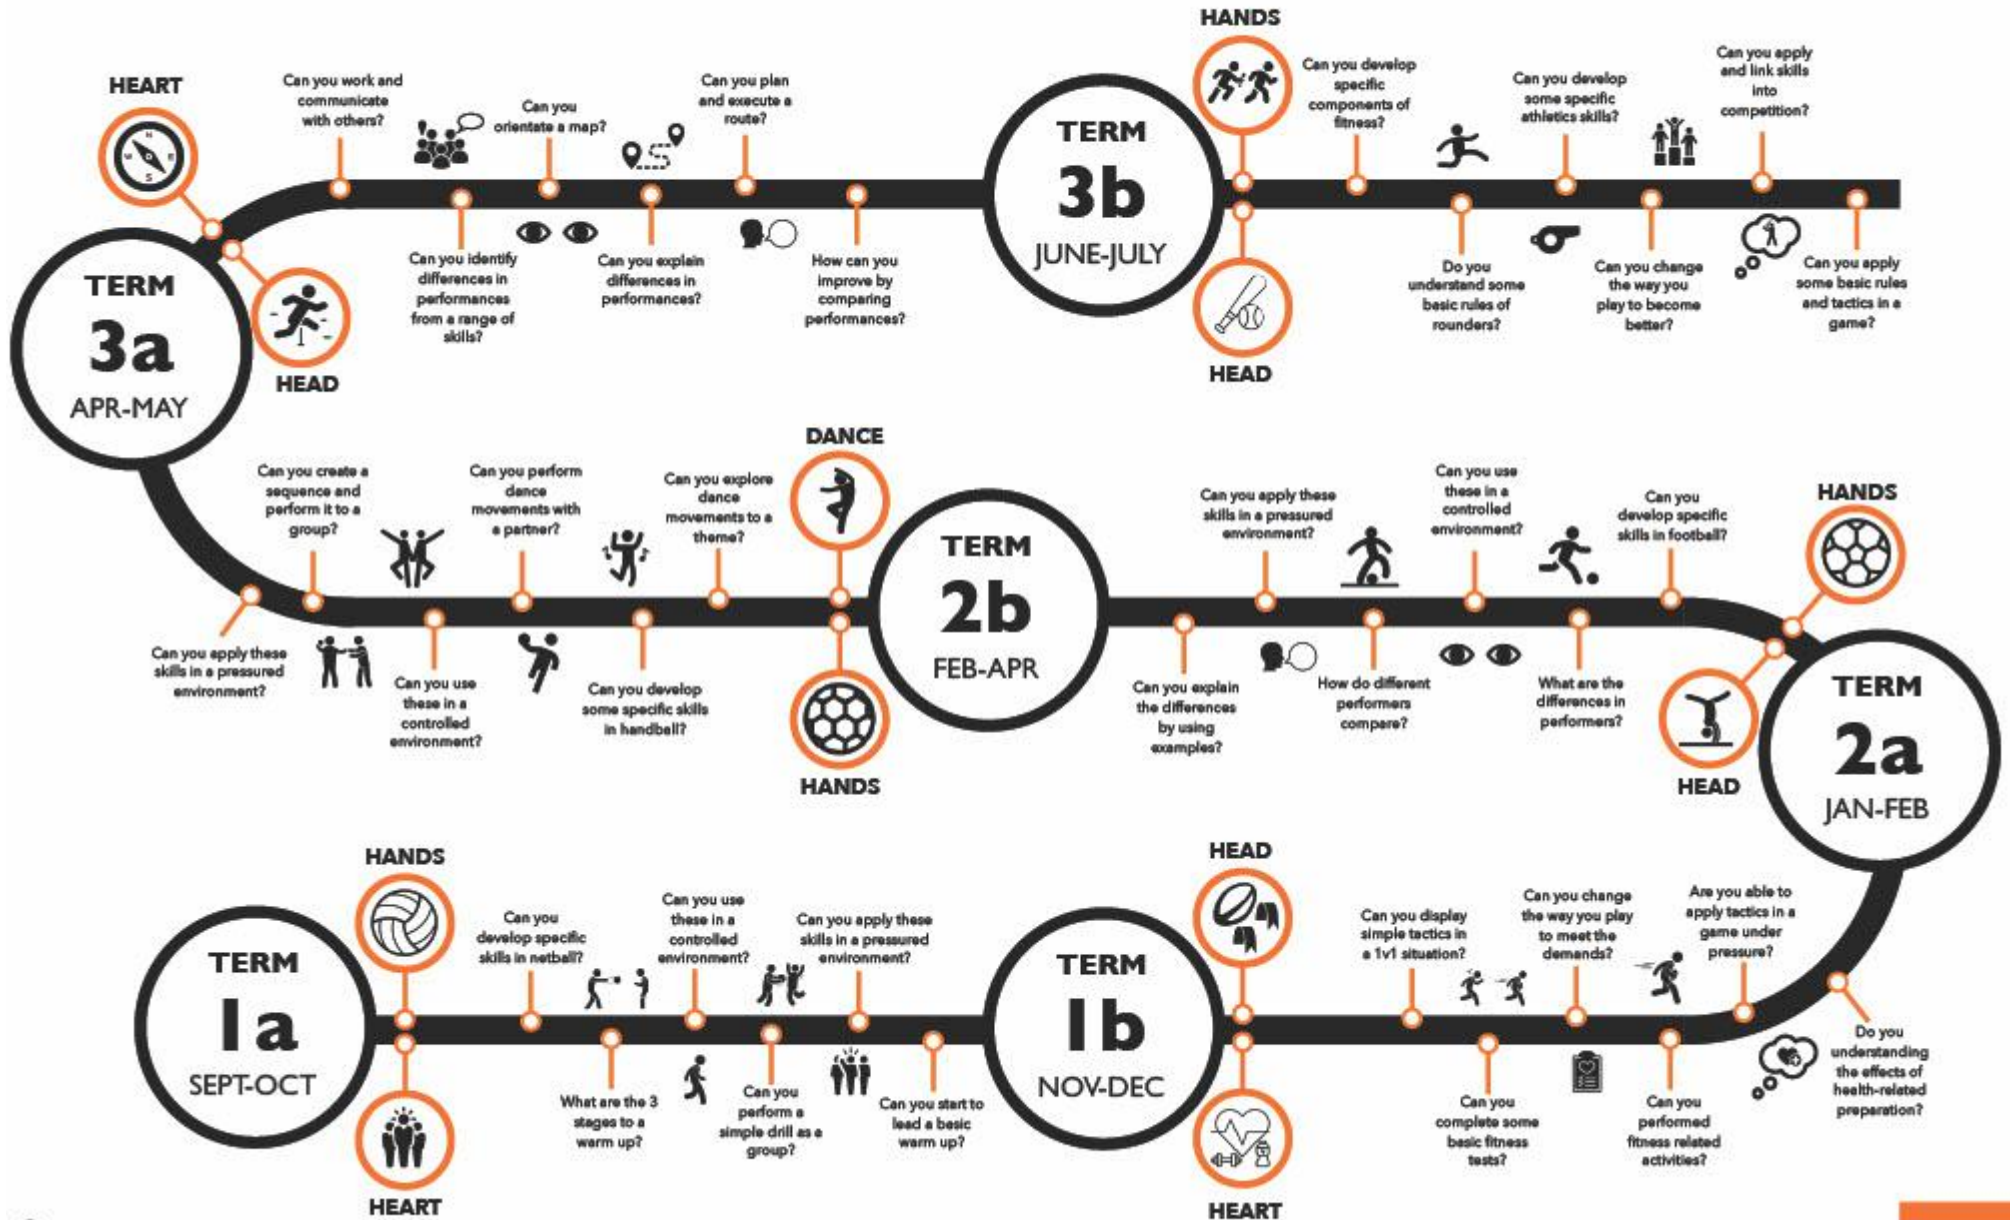 HANDS
HEART
Can you work and
communicate
with others?
Can you
orientate a map?
Can you plan
and execute a
route?
TERM
3b
JUNE-JULY
Can you develop
specific
components of
fitness?
Can you develop
some specific
athletics skills?
Can you apply
and link skills
into
competition?
TERM
3a
APR-MAY
HEAD
Can you identify
differences in
performances
from a range of
skills?
Can you explain
differences in
performances?
How can you
improve by
comparing
performances?
HEAD
Do you
understand some
basic rules of
rounders?
Can you change
the way you
play to become
better?
Can you apply
some basic rules
and tactics in a
game?
Can you create a
sequence and
perform it to a
group?
Can you perform
dance
movements with
a partner?
Can you explore
dance
movements to a
theme?
DANCE
TERM
2b
FEB-APR
Can you apply these
skills in a pressured
environment?
Can you use
these in a
controlled
environment?
Can you
develop specific
skills in football?
HANDS
Can you apply these
skills in a pressured
environment?
Can you use
these in a
controlled
environment?
Can you develop
some specific skills
in handball?
HANDS
Can you explain
the differences
by using
examples?
How do different
performers
compare?
What are the
differences in
performers?
HEAD
TERM
2a
JAN-FEB
TERM
1a
SEPT-OCT
HANDS
HEART
Can you
develop specific
skills in netball?
Can you use
these in a
controlled
environment?
Can you apply these
skills in a pressured
environment?
What are the 3
stages to a
warm up?
Can you
perform a
simple drill as a
group?
Can you start to
lead a basic
warm up?
TERM
1b
NOV-DEC
HEAD
HEART
Can you display
simple tactics in
a 1v1 situation?
Can you change
the way you play
to meet the
demands?
Are you able to
apply tactics in a
game under
pressure?
Can you
complete some
basic fitness
tests?
Can you
performed
fitness related
activities?
Do you
understanding
the effects of
health-related
preparation?